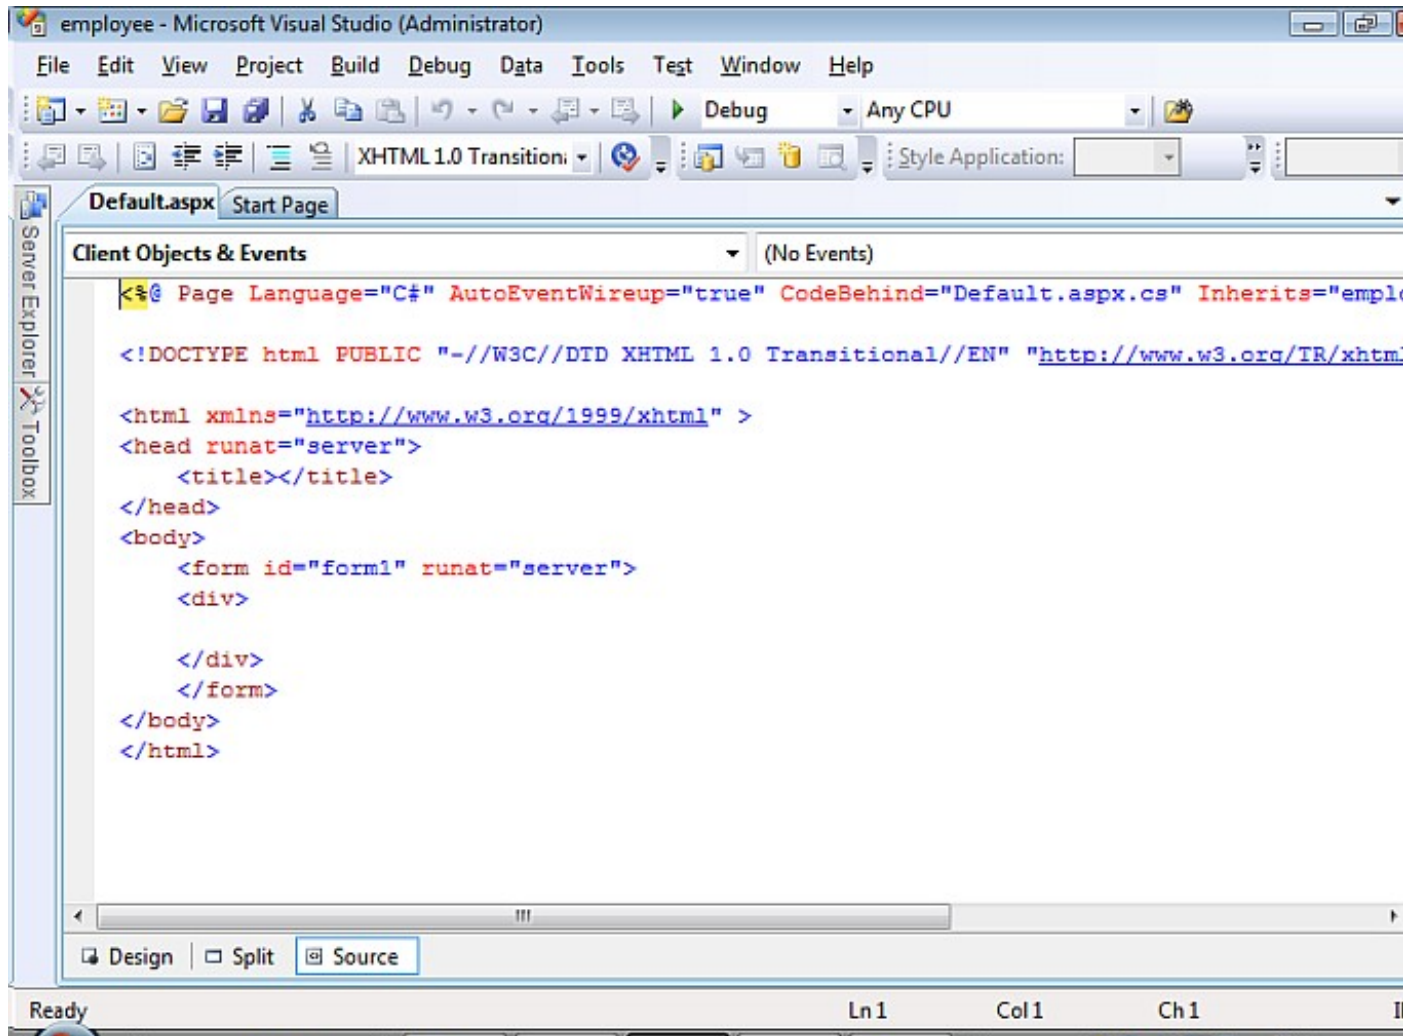 employee - Microsoft Visual Studio (Administrator)
File Edit View Project Build Debug Data Tools Test Window Help
Debug Any CPU
XHTML 1.0 Transition Style Application:
Default.aspx Start Page
Server Explorer
Toolbox
Client Objects & Events (No Events)
<%@ Page Language="C#" AutoEventWireup="true" CodeBehind="Default.aspx.cs" Inherits="empl
<!DOCTYPE html PUBLIC "-//W3C//DTD XHTML 1.0 Transitional//EN" "http://www.w3.org/TR/xhtml
<html xmlns="http://www.w3.org/1999/xhtml" >
<head runat="server">
    <title></title>
</head>
<body>
    <form id="form1" runat="server">
    <div>
    </div>
    </form>
</body>
</html>
Design Split Source
Ready Ln 1 Col 1 Ch 1